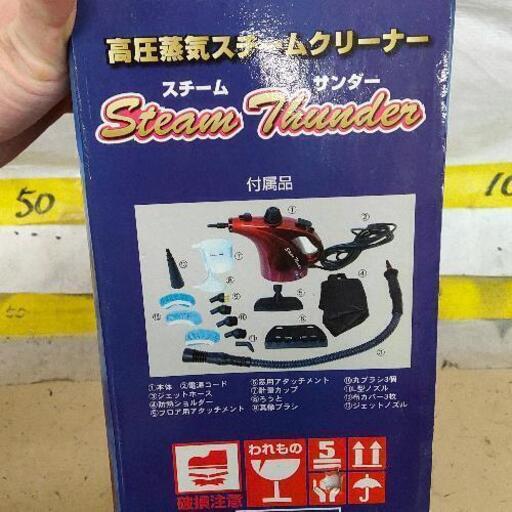 高圧蒸気スチームクリーナー
スチーム サンダー
Steam Thunder
付属品
①本体 ②電源コード
③ジェットホース
④防熱ショルダー
⑤フロア用アタッチメント
⑥窓用アタッチメント
⑦計量カップ
⑧ろうと
⑨真鍮ブラシ
⑩丸ブラシ3個
⑪L型ノズル
⑫布カバー3枚
⑬ジェットノズル
破損注意
われもの
5
50
50
10